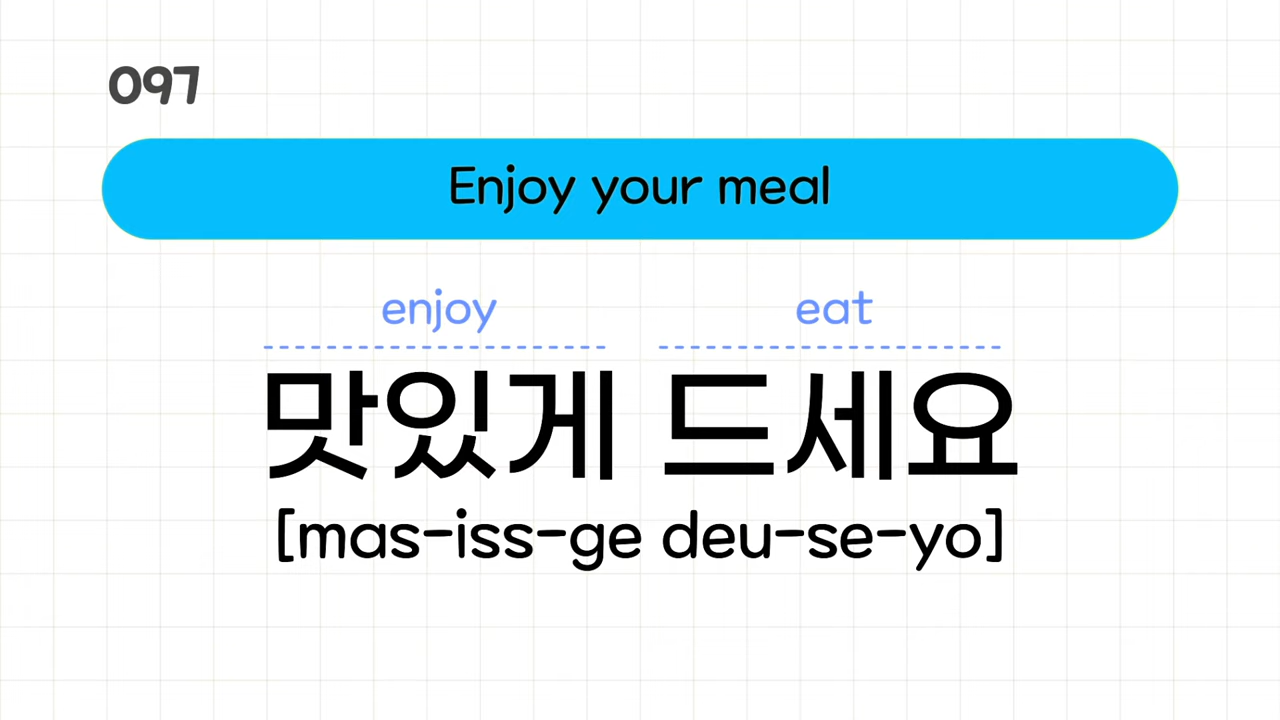 097
Enjoy your meal
enjoy eat
맛있게 드세요
[mas-iss-ge deu-se-yo]